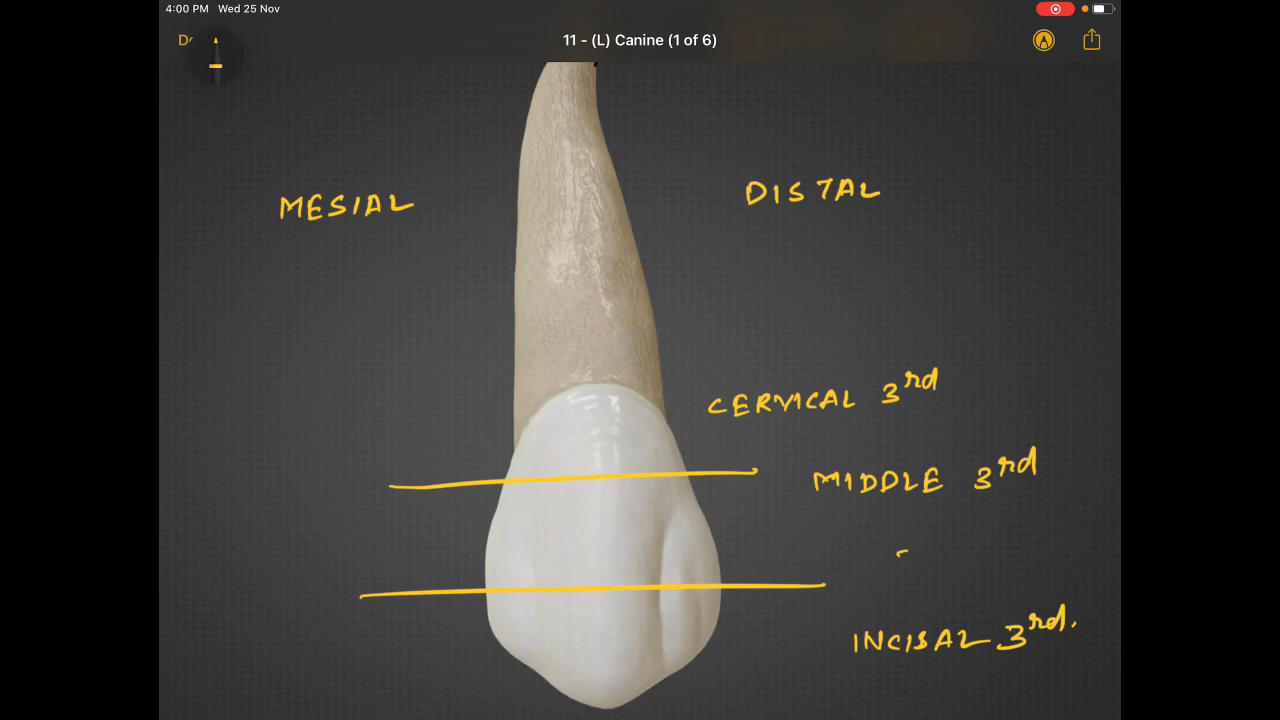 4:00 PM Wed 25 Nov
11 - (L) Canine (1 of 6)
MESIAL
DISTAL
CERVICAL 3rd
MIDDLE 3rd
INCISAL 3rd.